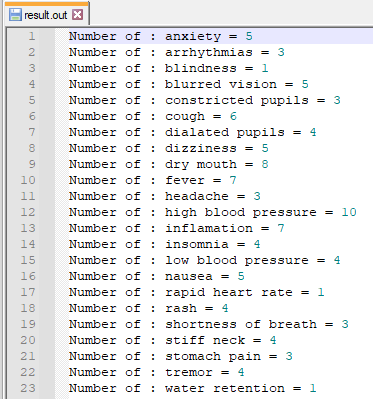 result.out
1 Number of : anxiety = 5
2 Number of : arrhythmias = 3
3 Number of : blindness = 1
4 Number of : blurred vision = 5
5 Number of : constricted pupils = 3
6 Number of : cough = 6
7 Number of : dialated pupils = 4
8 Number of : dizziness = 5
9 Number of : dry mouth = 8
10 Number of : fever = 7
11 Number of : headache = 3
12 Number of : high blood pressure = 10
13 Number of : inflamation = 7
14 Number of : insomnia = 4
15 Number of : low blood pressure = 4
16 Number of : nausea = 5
17 Number of : rapid heart rate = 1
18 Number of : rash = 4
19 Number of : shortness of breath = 3
20 Number of : stiff neck = 4
21 Number of : stomach pain = 3
22 Number of : tremor = 4
23 Number of : water retention = 1